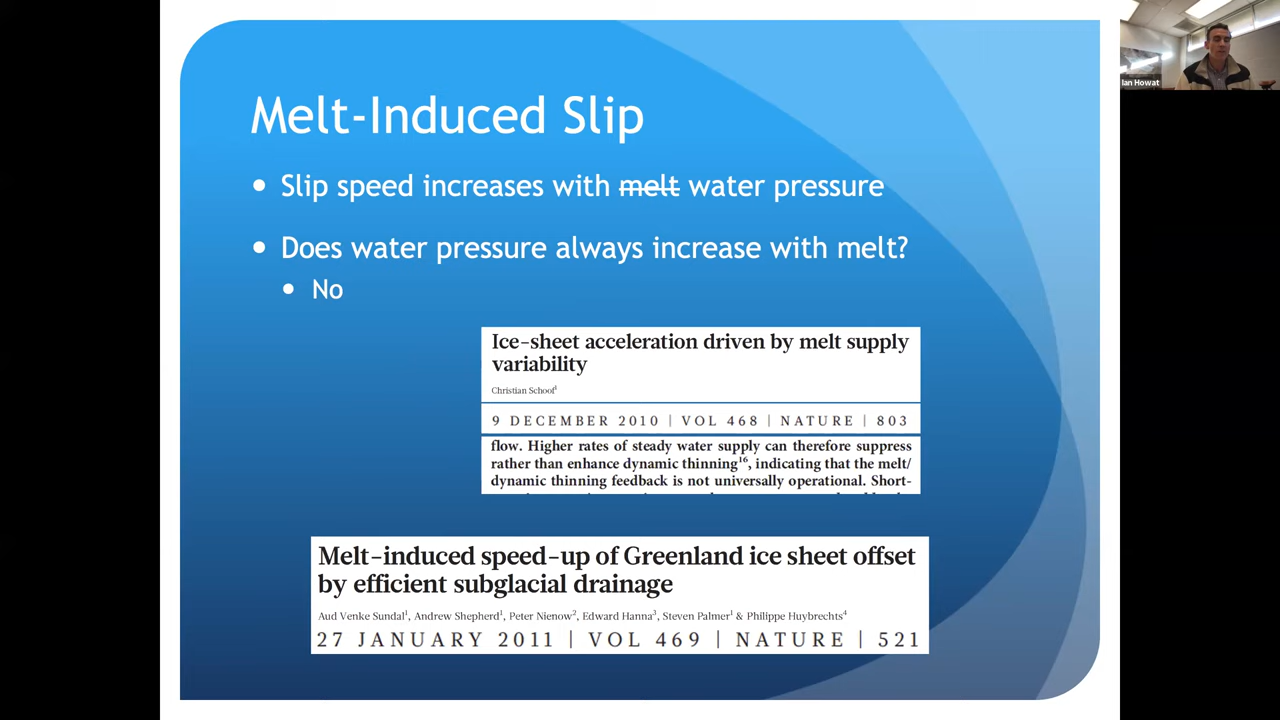 Melt-Induced Slip
• Slip speed increases with melt water pressure
• Does water pressure always increase with melt?
• No
Ice-sheet acceleration driven by melt supply
variability
Christian Schoof¹
9 DECEMBER 2010 | VOL 468 | NATURE | 803
flow. Higher rates of steady water supply can therefore suppress
rather than enhance dynamic thinning¹⁶, indicating that the melt/
dynamic thinning feedback is not universally operational. Short-
Melt-induced speed-up of Greenland ice sheet offset
by efficient subglacial drainage
Aud Venke Sundal¹, Andrew Shepherd¹, Peter Nienow², Edward Hanna³, Steven Palmer¹ & Philippe Huybrechts⁴
27 JANUARY 2011 | VOL 469 | NATURE | 521
Ian Howat